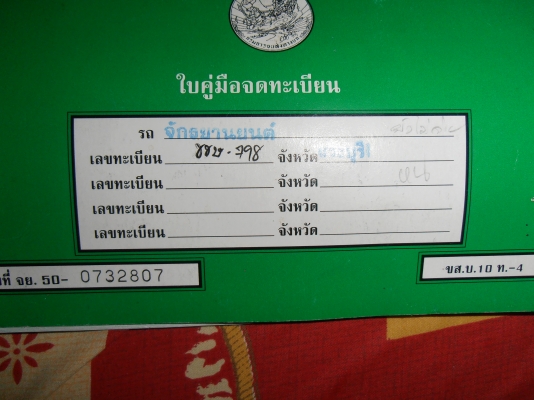 ใบคู่มือจดทะเบียน
รถ จักรยานยนต์
เลขทะเบียน ขขษ-798 จังหวัด
เลขทะเบียน จังหวัด
เลขทะเบียน จังหวัด
เลขทะเบียน จังหวัด
ที่ จย. 50- 0732807
ขส.บ.10 ท.-4